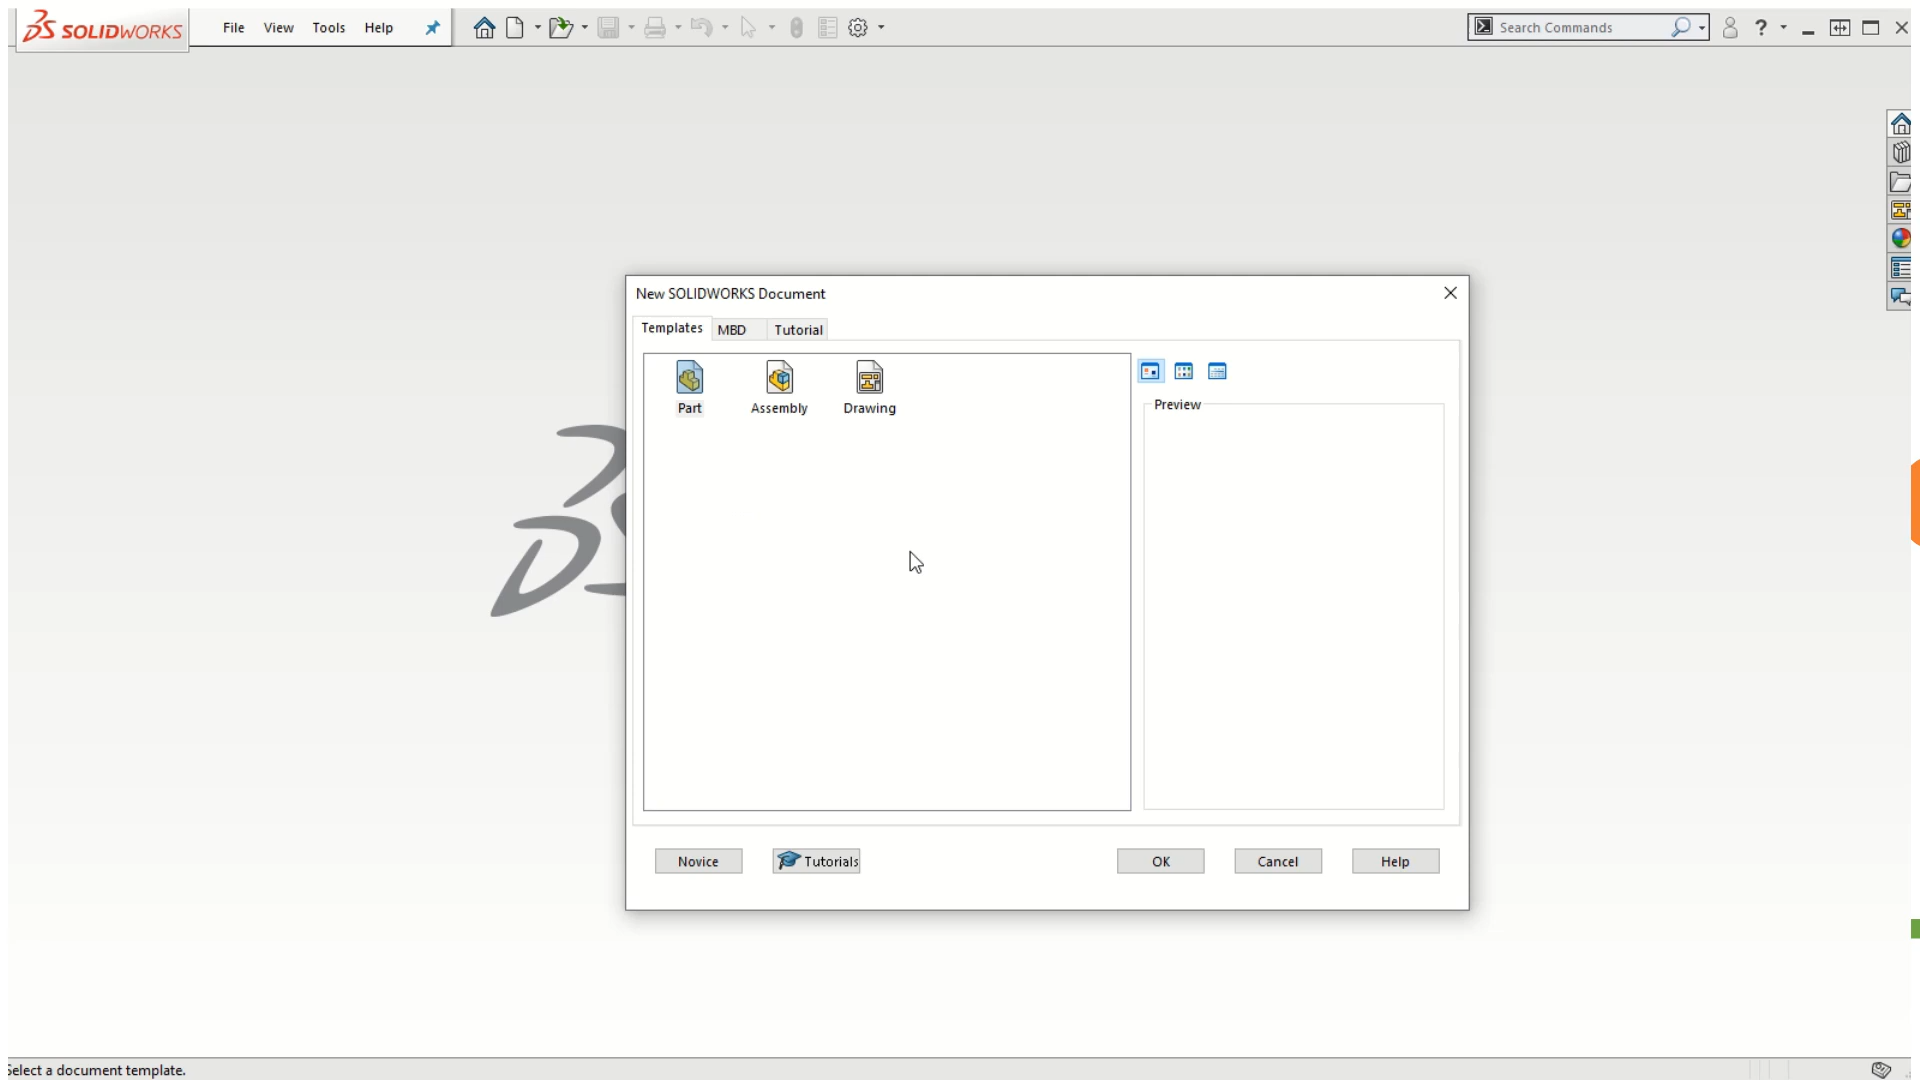 SOLIDWORKS File View Tools Help Search Commands ?
New SOLIDWORKS Document
Templates MBD Tutorial
Part Assembly Drawing
Preview
Novice Tutorials OK Cancel Help
Select a document template.